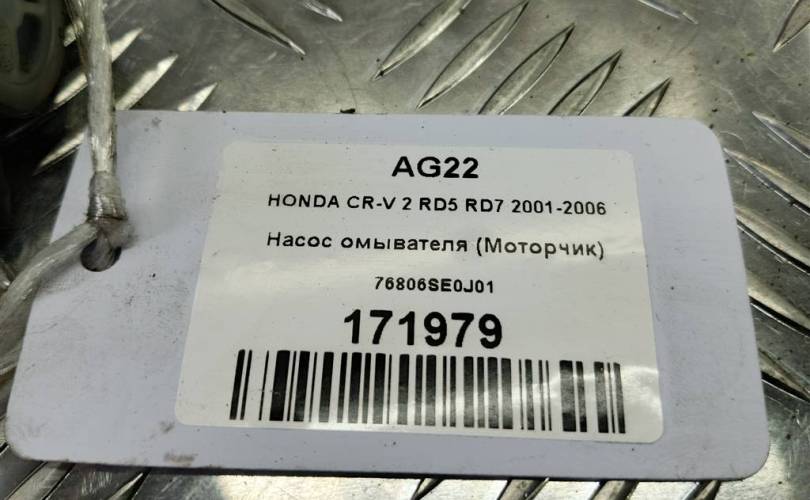 AG22
HONDA CR-V 2 RD5 RD7 2001-2006
Насос омывателя (Моторчик)
76806SE0J01
171979